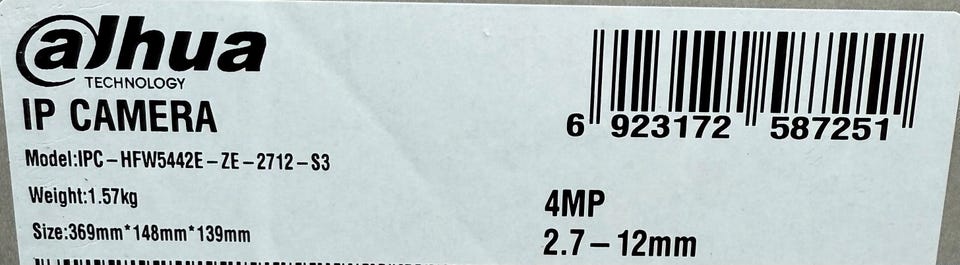 alhua
TECHNOLOGY
IP CAMERA
Model:IPC-HFW5442E-ZE-2712-S3
Weight:1.57kg
Size:369mm*148mm*139mm
6 923172 587251
4MP
2.7-12mm